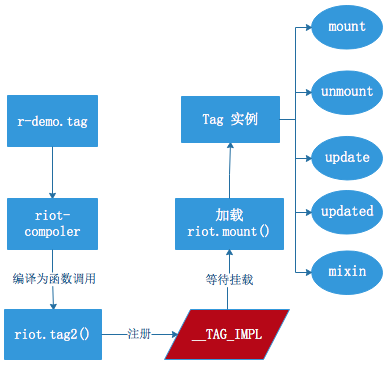 r-demo.tag
riot-
compoler
编译为函数调用
riot.tag2()
注册
__TAG_IMPL
等待挂载
加载
riot.mount()
Tag 实例
mount
unmount
update
updated
mixin